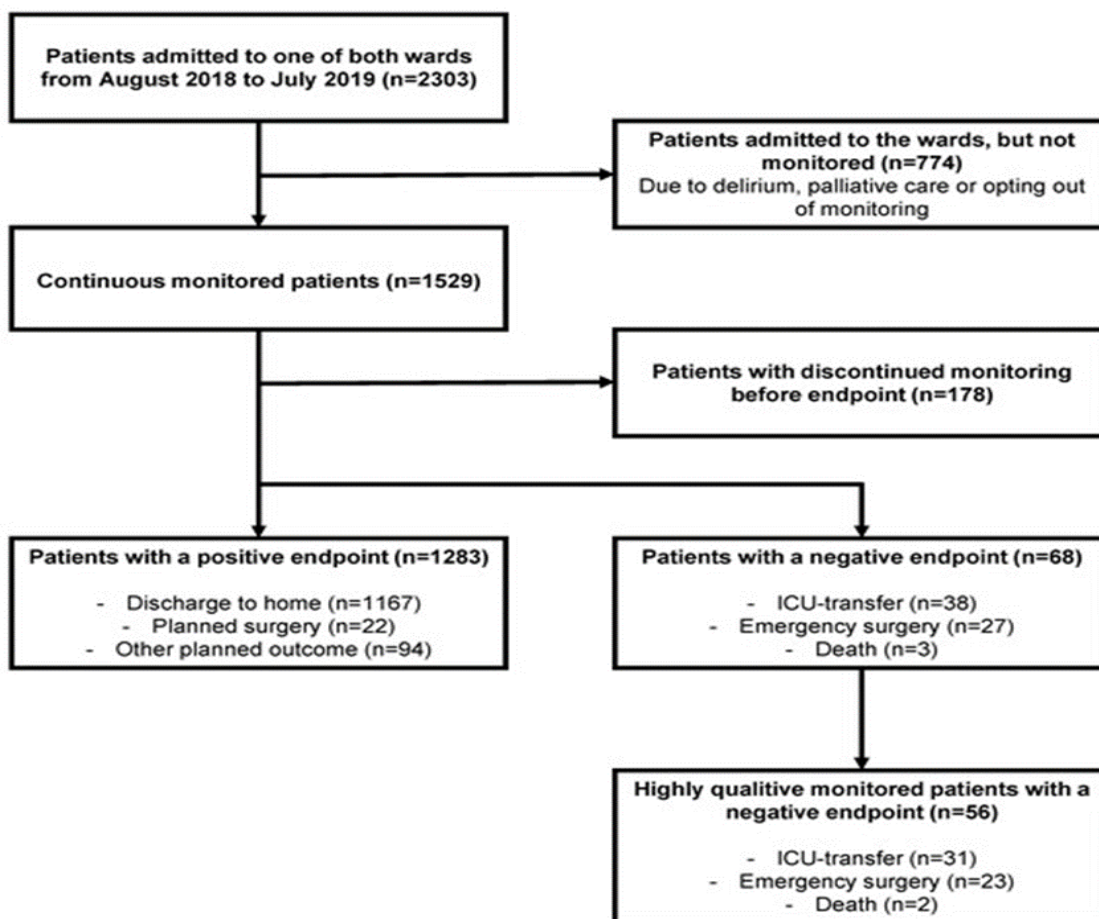 Patients admitted to one of both wards
from August 2018 to July 2019 (n=2303)
Patients admitted to the wards, but not
monitored (n=774)
Due to delirium, palliative care or opting out
of monitoring
Continuous monitored patients (n=1529)
Patients with discontinued monitoring
before endpoint (n=178)
Patients with a positive endpoint (n=1283)
- Discharge to home (n=1167)
- Planned surgery (n=22)
- Other planned outcome (n=94)
Patients with a negative endpoint (n=68)
- ICU-transfer (n=38)
- Emergency surgery (n=27)
- Death (n=3)
Highly qualitive monitored patients with a
negative endpoint (n=56)
- ICU-transfer (n=31)
- Emergency surgery (n=23)
- Death (n=2)